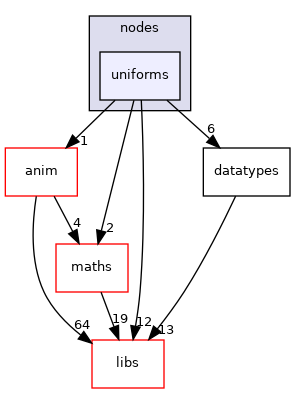 nodes
uniforms
1
6
anim
datatypes
4
2
maths
64
19
12
13
libs